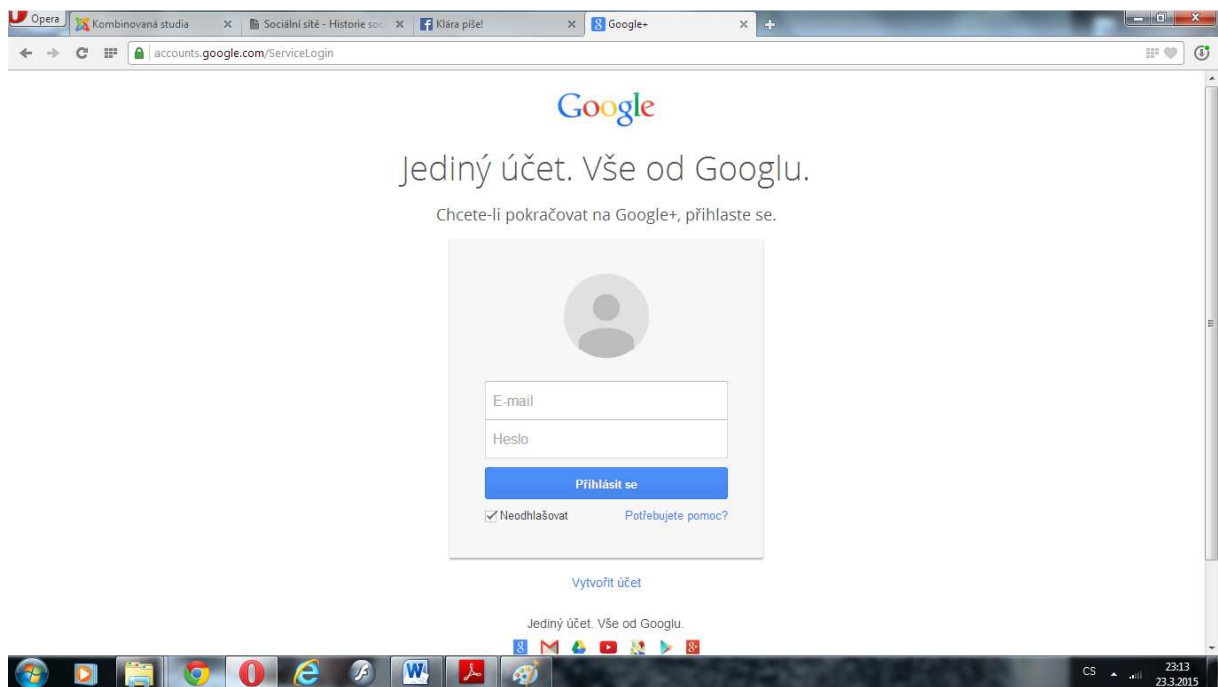 Opera
Kombinovaná studia
Sociální sítě - Historie soc
Klára píše!
Google+
accounts.google.com/ServiceLogin
Google
Jediný účet. Vše od Googlu.
Chcete-li pokračovat na Google+, přihlaste se.
E-mail
Heslo
Přihlásit se
Neodhlašovat
Potřebujete pomoc?
Vytvořit účet
Jediný účet. Vše od Googlu.
CS
23:13
23.3.2015